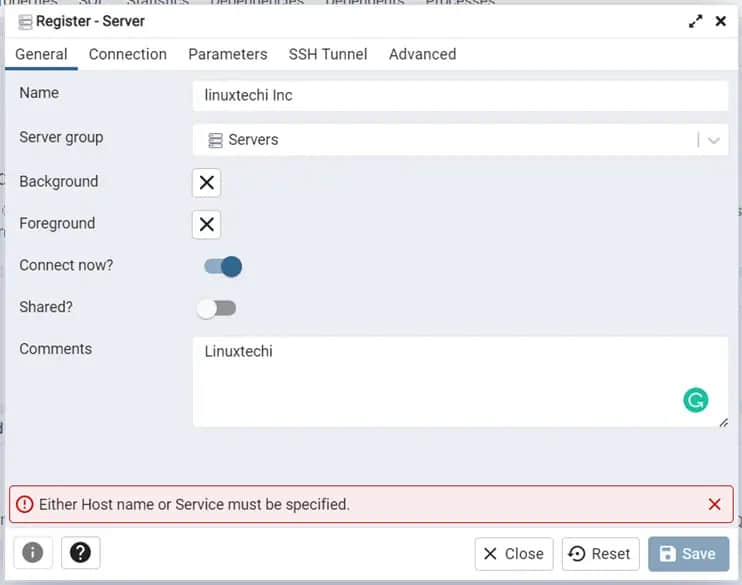 Register - Server
General Connection Parameters SSH Tunnel Advanced
Name linuxtechi Inc
Server group Servers
Background
Foreground
Connect now?
Shared?
Comments Linuxtechi
Either Host name or Service must be specified.
Close Reset Save